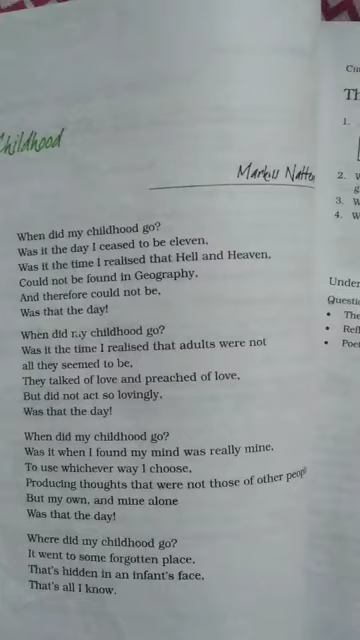 Childhood
Markus Natten
When did my childhood go?
Was it the day I ceased to be eleven,
Was it the time I realised that Hell and Heaven,
Could not be found in Geography,
And therefore could not be,
Was that the day!
When did my childhood go?
Was it the time I realised that adults were not
all they seemed to be,
They talked of love and preached of love,
But did not act so lovingly,
Was that the day!
When did my childhood go?
Was it when I found my mind was really mine,
To use whichever way I choose,
Producing thoughts that were not those of other peopl
But my own, and mine alone
Was that the day!
Where did my childhood go?
It went to some forgotten place,
That's hidden in an infant's face,
That's all I know.
Th
1.
2. W
g
3. W
4. W
Under
Questi
• The
• Refl
• Poet